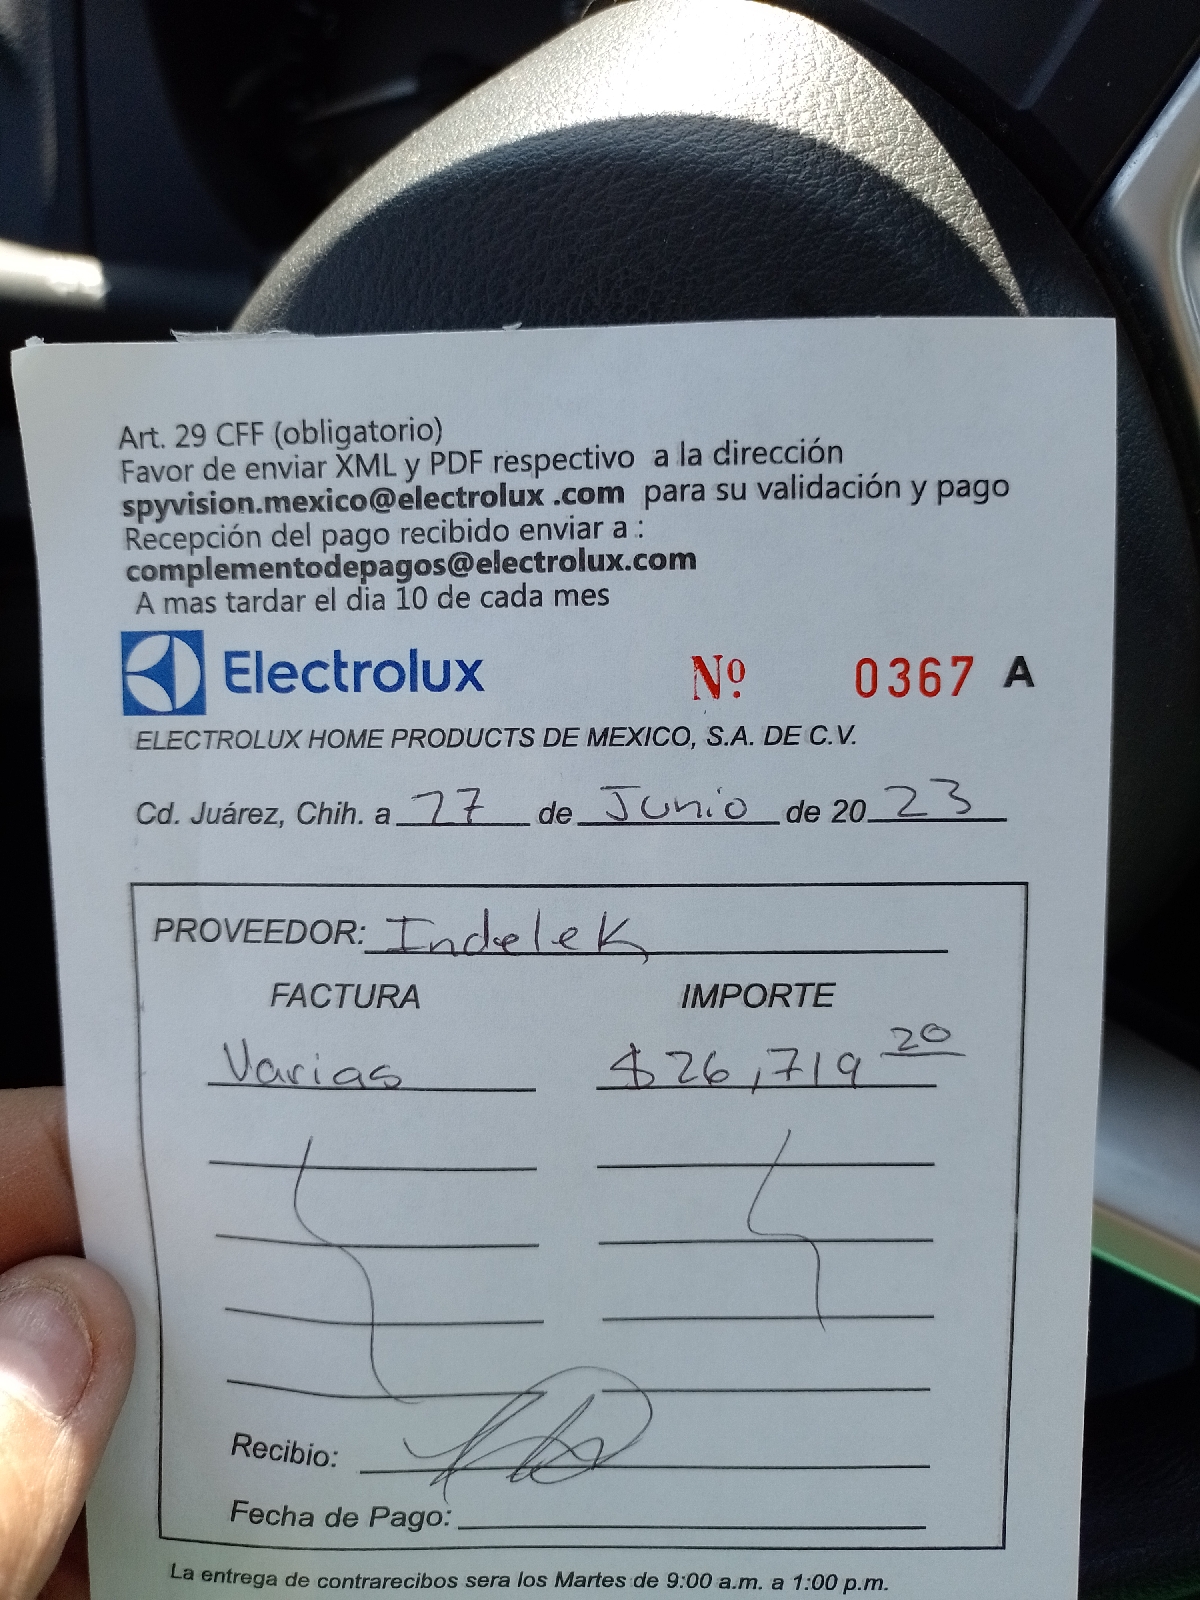 Art. 29 CFF (obligatorio)
Favor de enviar XML y PDF respectivo a la dirección
spyvision.mexico@electrolux .com para su validación y pago
Recepción del pago recibido enviar a :
complementodepagos@electrolux.com
A mas tardar el dia 10 de cada mes
Electrolux Nº 0367 A
ELECTROLUX HOME PRODUCTS DE MEXICO, S.A. DE C.V.
Cd. Juárez, Chih. a 27 de Junio de 20 23
PROVEEDOR: Indelek
FACTURA IMPORTE
Varias $26,719 20
Recibio:
Fecha de Pago:
La entrega de contrarecibos sera los Martes de 9:00 a.m. a 1:00 p.m.